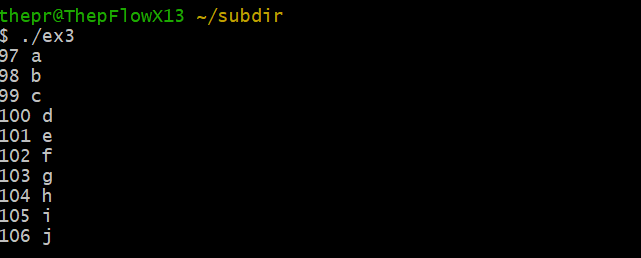 thepr@ThepFlowX13 ~/subdir
$ ./ex3
97 a
98 b
99 c
100 d
101 e
102 f
103 g
104 h
105 i
106 j